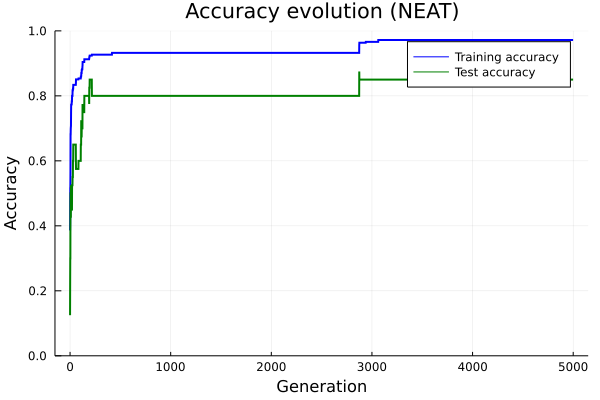 Accuracy evolution (NEAT)
1.0
Training accuracy
Test accuracy
0.8
0.6
Accuracy
0.4
0.2
0.0
0 1000 2000 3000 4000 5000
Generation